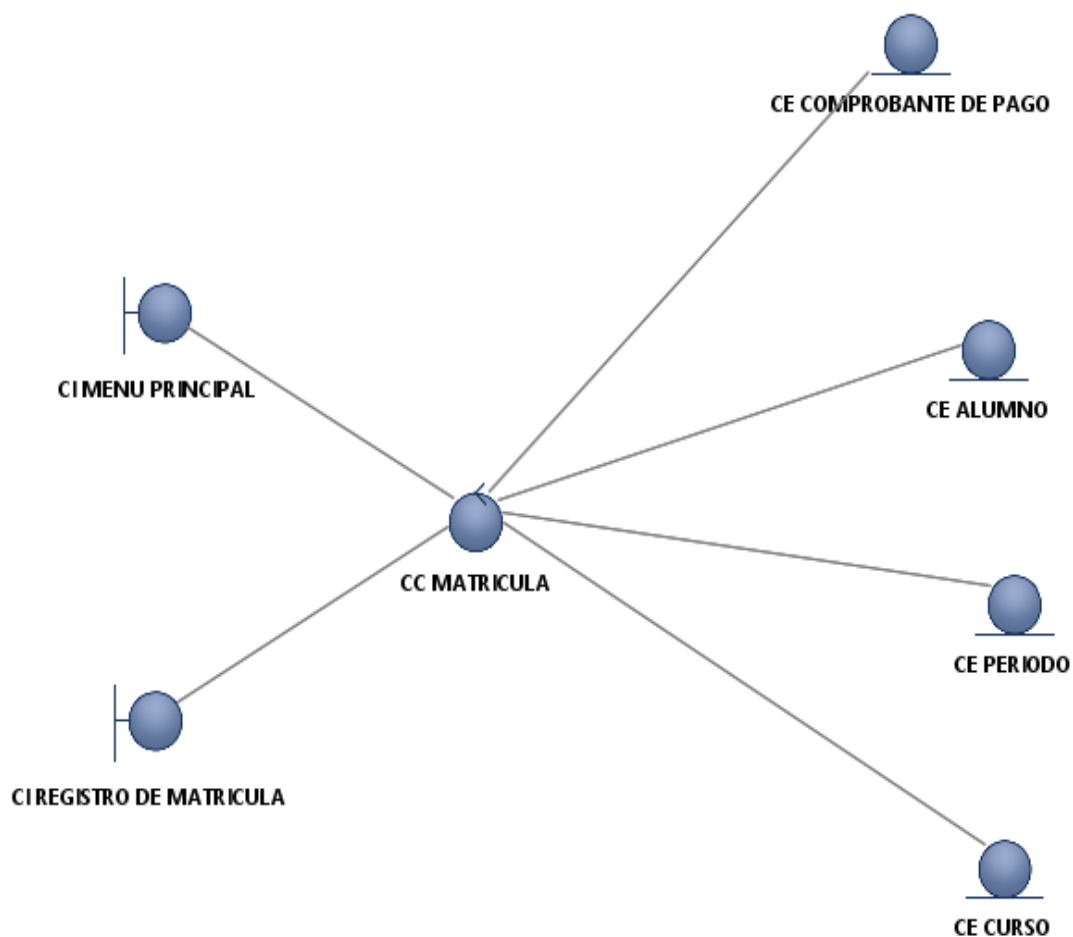 CE COMPROBANTE DE PAGO
CI MENU PRINCIPAL
CE ALUMNO
CC MATRICULA
CE PERIODO
CI REGISTRO DE MATRICULA
CE CURSO